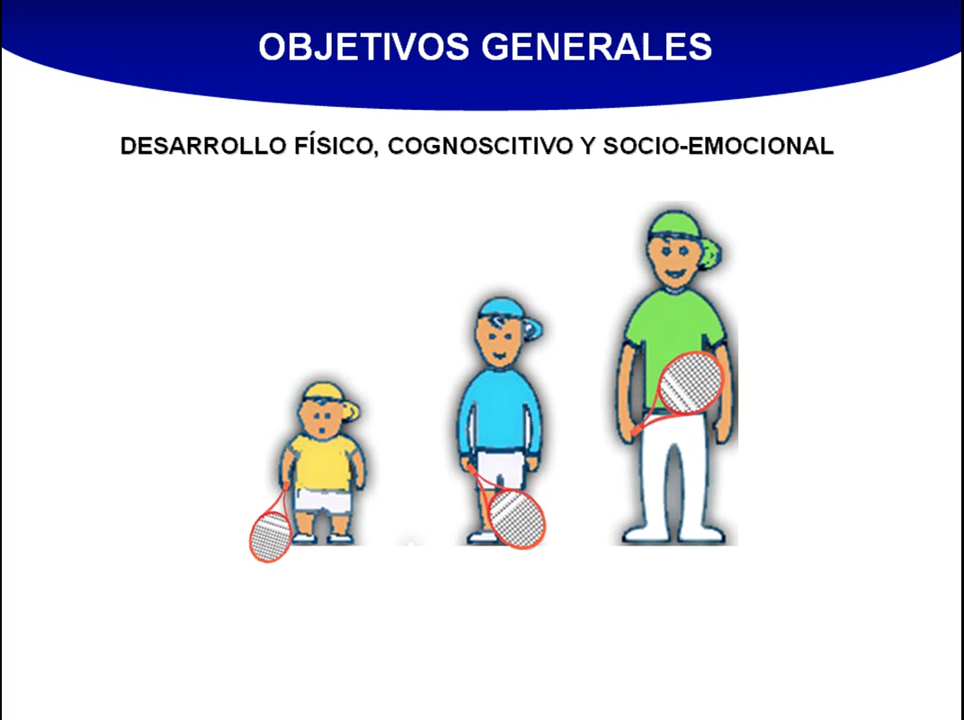 OBJETIVOS GENERALES
DESARROLLO FÍSICO, COGNOSCITIVO Y SOCIO-EMOCIONAL